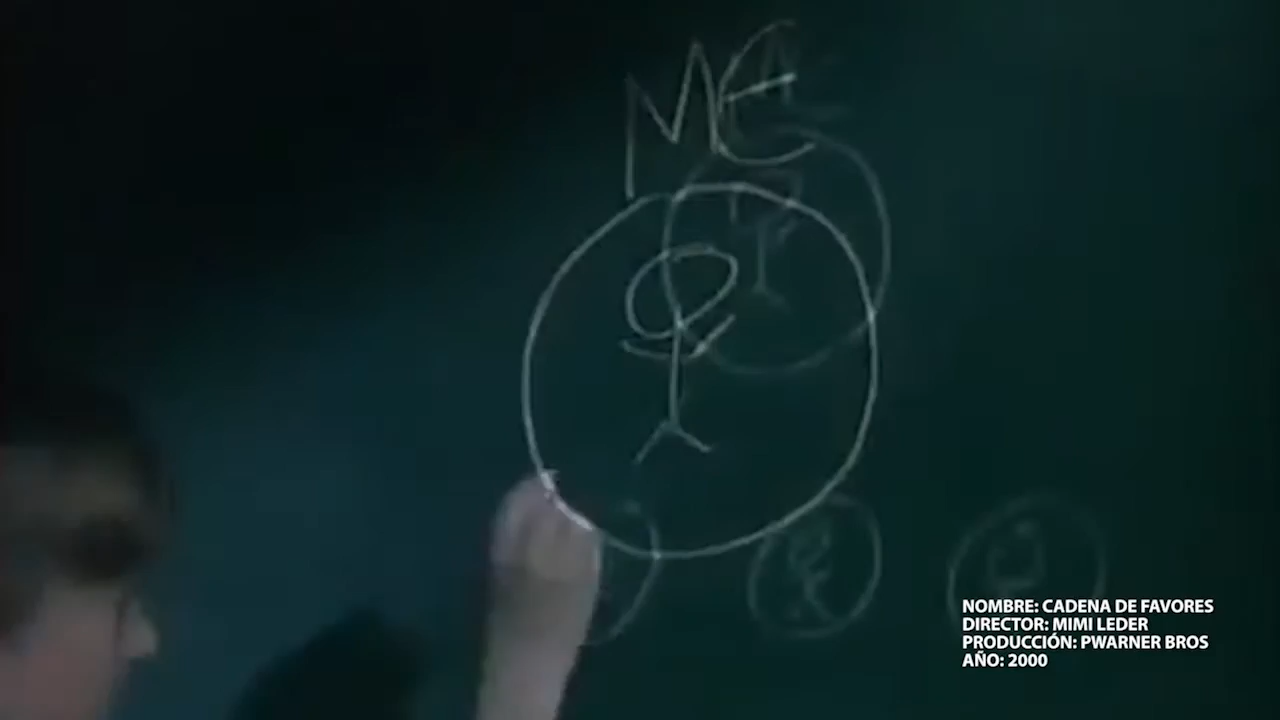 ME
NOMBRE: CADENA DE FAVORES
DIRECTOR: MIMI LEDER
PRODUCCIÓN: PWARNER BROS
AÑO: 2000